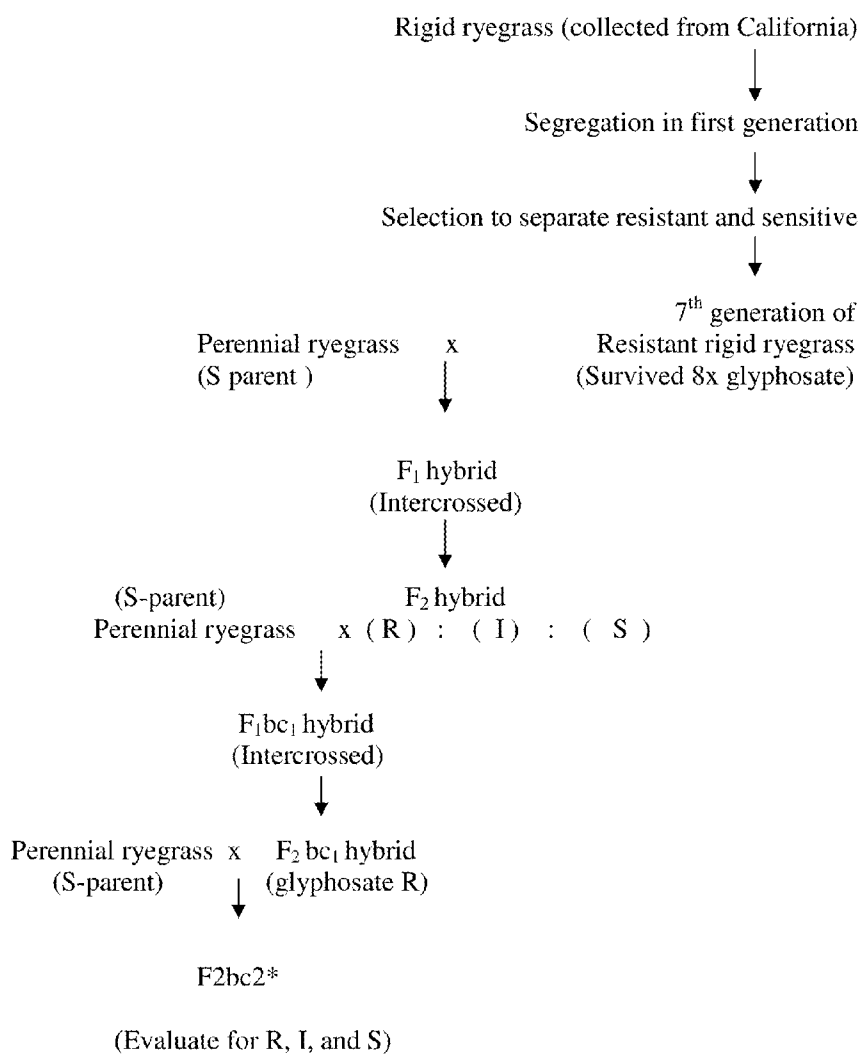 Rigid ryegrass (collected from California)
Segregation in first generation
Selection to separate resistant and sensitive
7th generation of
Perennial ryegrass x Resistant rigid ryegrass
(S parent ) (Survived 8x glyphosate)
F1 hybrid
(Intercrossed)
(S-parent) F2 hybrid
Perennial ryegrass x ( R ) : ( I ) : ( S )
F1bc1 hybrid
(Intercrossed)
Perennial ryegrass x F2 bc1 hybrid
(S-parent) (glyphosate R)
F2bc2*
(Evaluate for R, I, and S)